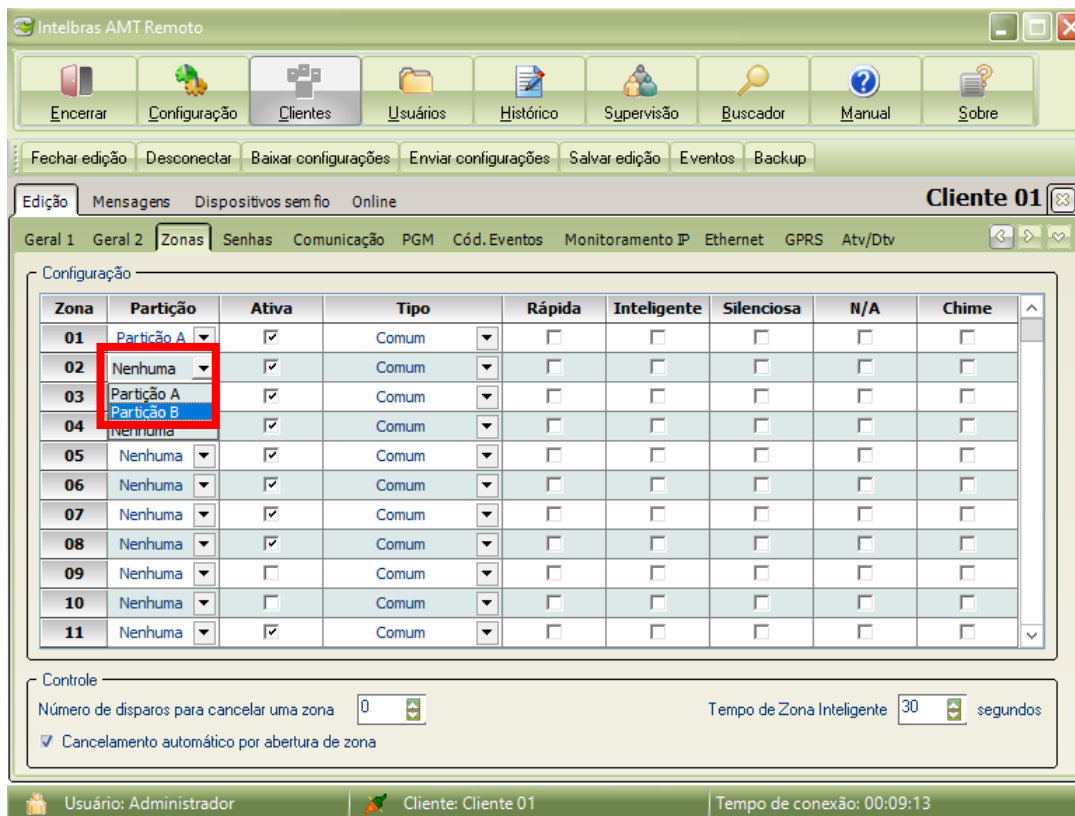 Intelbras AMT Remoto
Encerrar Configuração Clientes Usuários Histórico Supervisão Buscador Manual Sobre
Fechar edição Desconectar Baixar configurações Enviar configurações Salvar edição Eventos Backup
Edição Mensagens Dispositivos sem fio Online Cliente 01
Geral 1 Geral 2 Zonas Senhas Comunicação PGM Cód. Eventos Monitoramento IP Ethernet GPRS Atv/Dtv
Configuração
Zona Partição Ativa Tipo Rápida Inteligente Silenciosa N/A Chime
01 Partição A Comum
02 Nenhuma Comum
03 Partição A Comum
Partição B
04 Nenhuma Comum
05 Nenhuma Comum
06 Nenhuma Comum
07 Nenhuma Comum
08 Nenhuma Comum
09 Nenhuma Comum
10 Nenhuma Comum
11 Nenhuma Comum
Controle
Número de disparos para cancelar uma zona 0 Tempo de Zona Inteligente 30 segundos
Cancelamento automático por abertura de zona
Usuário: Administrador Cliente: Cliente 01 Tempo de conexão: 00:09:13